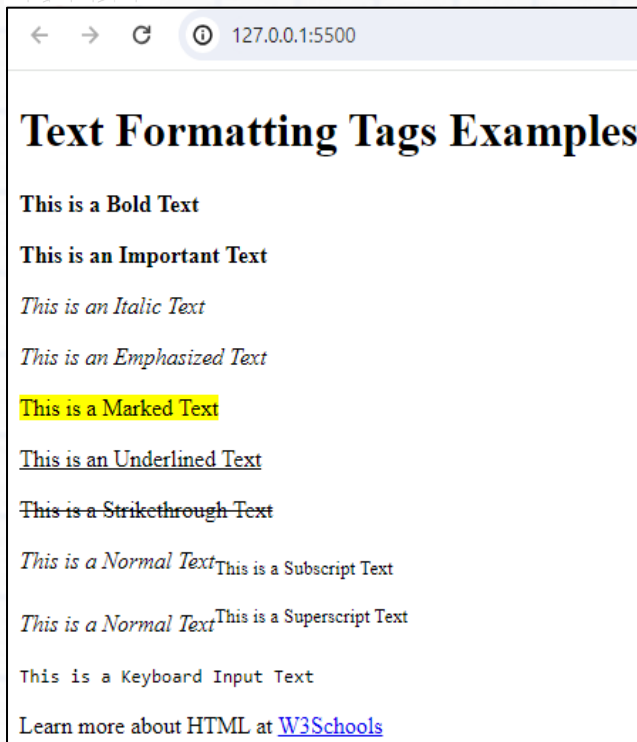 127.0.0.1:5500
Text Formatting Tags Examples
This is a Bold Text
This is an Important Text
This is an Italic Text
This is an Emphasized Text
This is a Marked Text
This is an Underlined Text
This is a Strikethrough Text
This is a Normal TextThis is a Subscript Text
This is a Normal TextThis is a Superscript Text
This is a Keyboard Input Text
Learn more about HTML at W3Schools